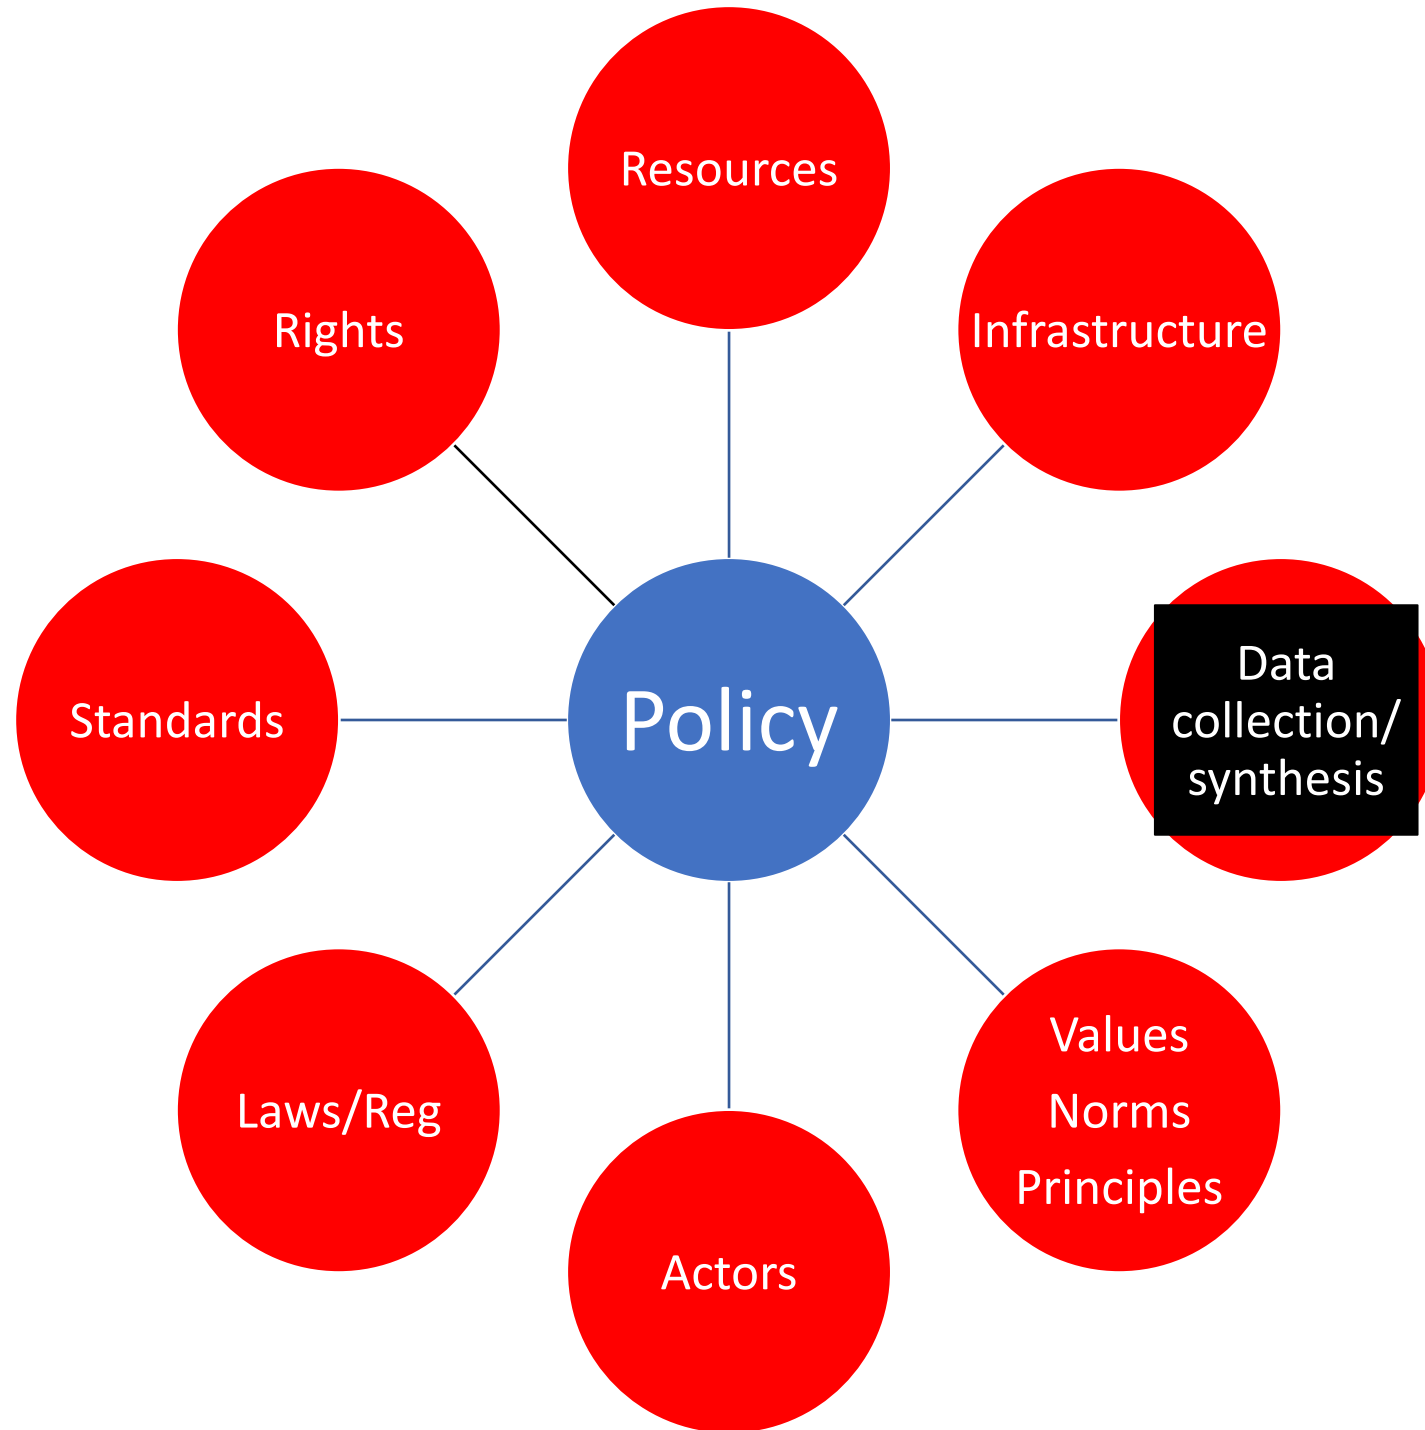 Resources
Rights
Infrastructure
Standards
Policy
Data
collection/
synthesis
Laws/Reg
Values
Norms
Principles
Actors